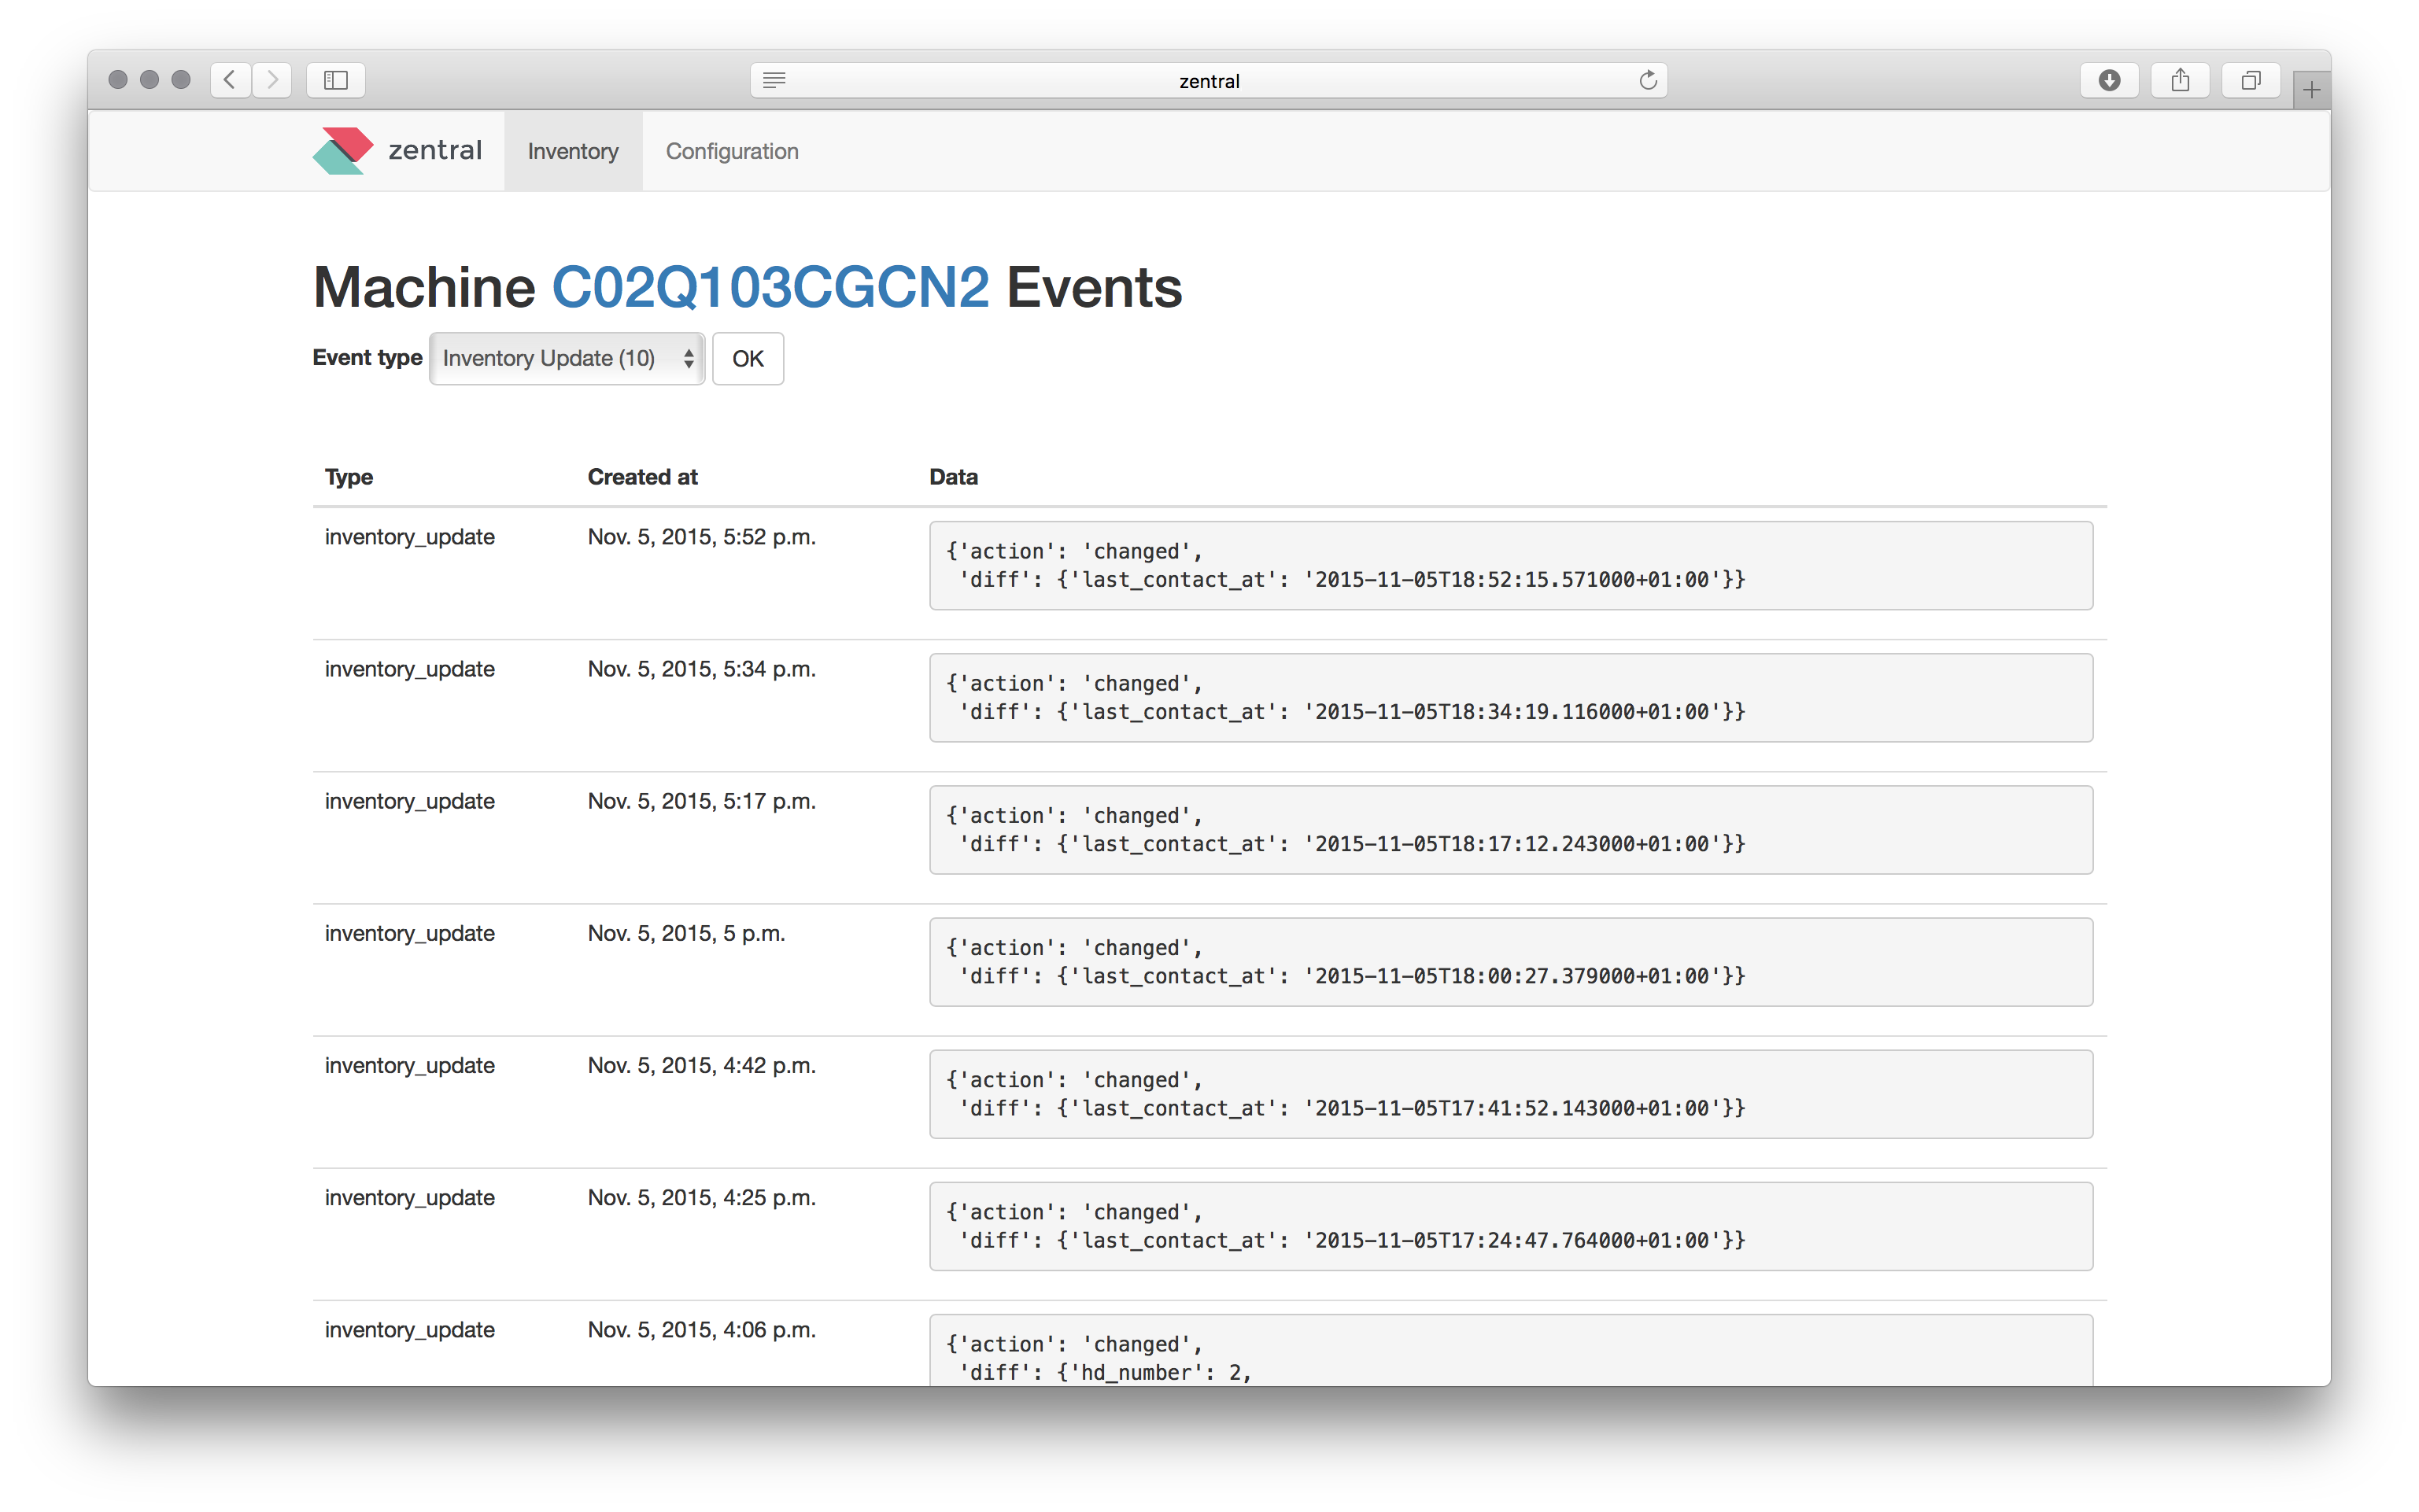 zentral
zentral Inventory Configuration
Machine C02Q103CGCN2 Events
Event type Inventory Update (10) OK
Type Created at Data
inventory_update Nov. 5, 2015, 5:52 p.m. {'action': 'changed',
'diff': {'last_contact_at': '2015-11-05T18:52:15.571000+01:00'}}
inventory_update Nov. 5, 2015, 5:34 p.m. {'action': 'changed',
'diff': {'last_contact_at': '2015-11-05T18:34:19.116000+01:00'}}
inventory_update Nov. 5, 2015, 5:17 p.m. {'action': 'changed',
'diff': {'last_contact_at': '2015-11-05T18:17:12.243000+01:00'}}
inventory_update Nov. 5, 2015, 5 p.m. {'action': 'changed',
'diff': {'last_contact_at': '2015-11-05T18:00:27.379000+01:00'}}
inventory_update Nov. 5, 2015, 4:42 p.m. {'action': 'changed',
'diff': {'last_contact_at': '2015-11-05T17:41:52.143000+01:00'}}
inventory_update Nov. 5, 2015, 4:25 p.m. {'action': 'changed',
'diff': {'last_contact_at': '2015-11-05T17:24:47.764000+01:00'}}
inventory_update Nov. 5, 2015, 4:06 p.m. {'action': 'changed',
'diff': {'hd_number': 2,